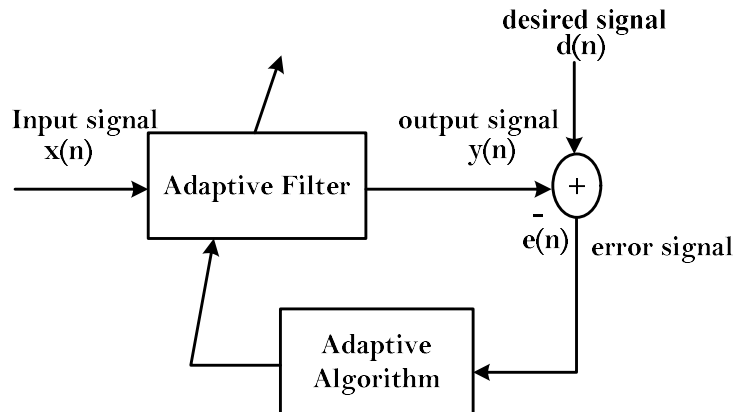 desired signal
d(n)
Input signal
x(n)
output signal
y(n)
Adaptive Filter
+
-
e(n)
error signal
Adaptive
Algorithm